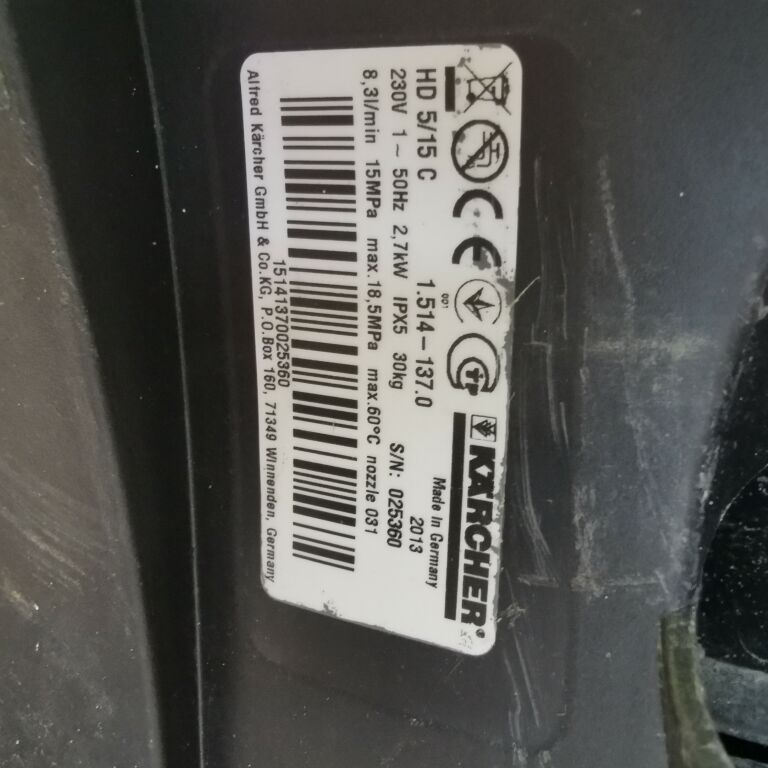 KÄRCHER®
Made in Germany
2013
HD 5/15 C 1.514-137.0
001
230V 1~ 50Hz 2,7kW IPX5 30kg S/N: 025360
8,3l/min 15MPa max.18,5MPa max.60°C nozzle 031
15141370025360
Alfred Kärcher GmbH & Co.KG, P.O.Box 160, 71349 Winnenden, Germany